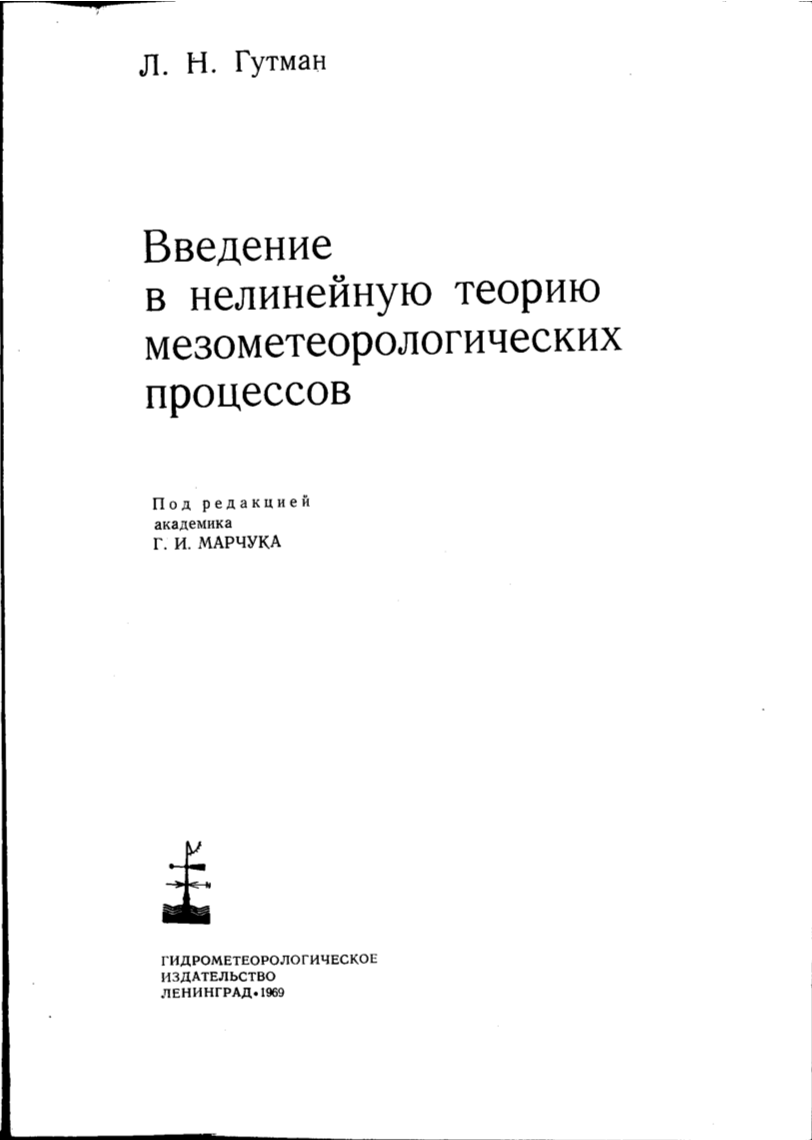 Л. Н. Гутман
Введение
в нелинейную теорию
мезометеорологических
процессов
Под редакцией
академика
Г. И. МАРЧУКА
ГИДРОМЕТЕОРОЛОГИЧЕСКОЕ
ИЗДАТЕЛЬСТВО
ЛЕНИНГРАД•1969